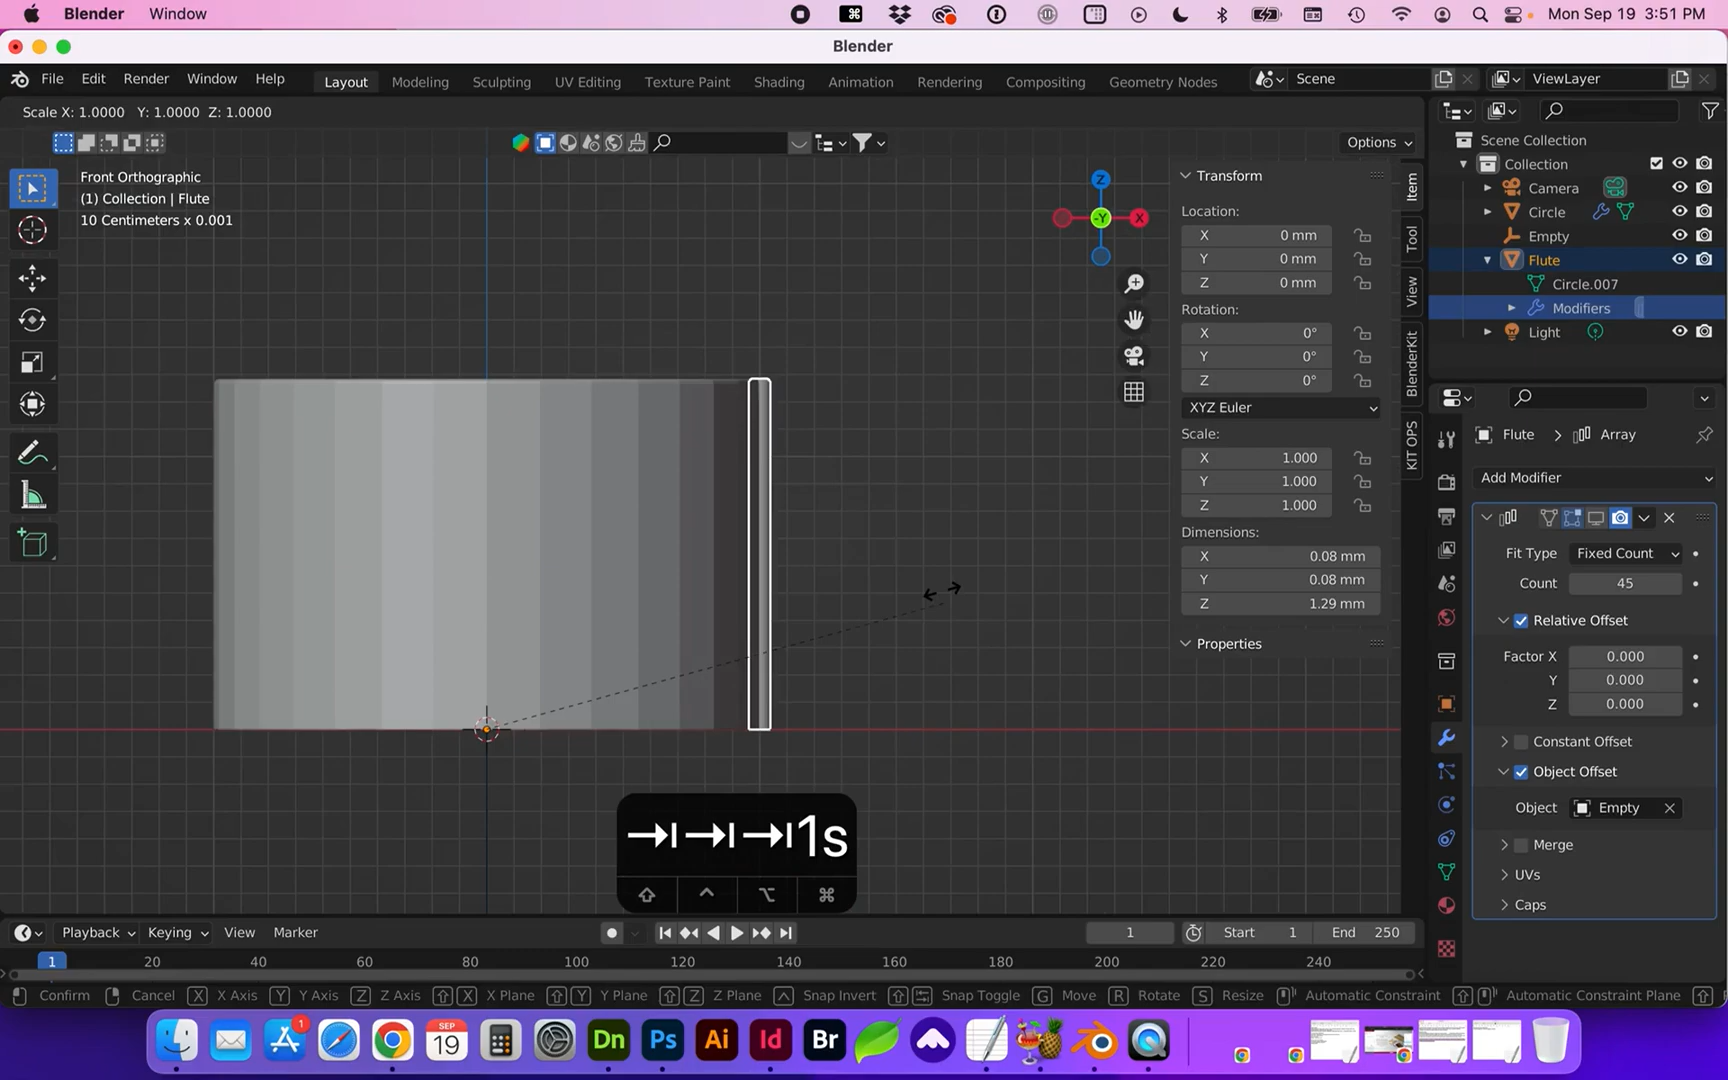 Blender Window Mon Sep 19 3:51 PM
Blender
File Edit Render Window Help Layout Modeling Sculpting UV Editing Texture Paint Shading Animation Rendering Compositing Geometry Nodes Scene ViewLayer
Scale X: 1.0000 Y: 1.0000 Z: 1.0000
Options
Front Orthographic
(1) Collection | Flute
10 Centimeters x 0.001
Z
-Y X
Transform
Location:
X 0 mm
Y 0 mm
Z 0 mm
Rotation:
X 0°
Y 0°
Z 0°
XYZ Euler
Scale:
X 1.000
Y 1.000
Z 1.000
Dimensions:
X 0.08 mm
Y 0.08 mm
Z 1.29 mm
Properties
Item
Tool
View
BlenderKit
KIT OPS
Scene Collection
Collection
Camera
Circle
Empty
Flute
Circle.007
Modifiers
Light
Flute > Array
Add Modifier
Fit Type Fixed Count
Count 45
Relative Offset
Factor X 0.000
Y 0.000
Z 0.000
Constant Offset
Object Offset
Object Empty
Merge
UVs
Caps
→|→|→|1s
Playback Keying View Marker 1 Start 1 End 250
1 20 40 60 80 100 120 140 160 180 200 220 240
Confirm Cancel X X Axis Y Y Axis Z Z Axis X X Plane Y Y Plane Z Z Plane Snap Invert Snap Toggle G Move R Rotate S Resize Automatic Constraint Automatic Constraint Plane
1 SEP 19 Dn Ps Ai Id Br